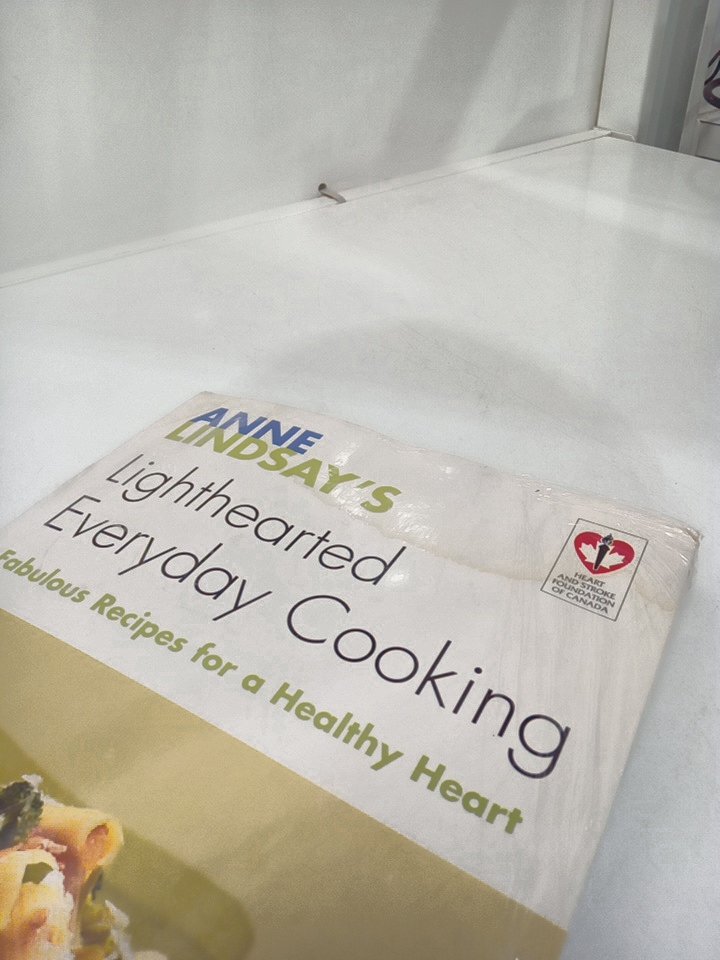 ANNE
LINDSAY'S
Lighthearted
Everyday Cooking
Fabulous Recipes for a Healthy Heart
HEART
AND STROKE
FOUNDATION
OF CANADA